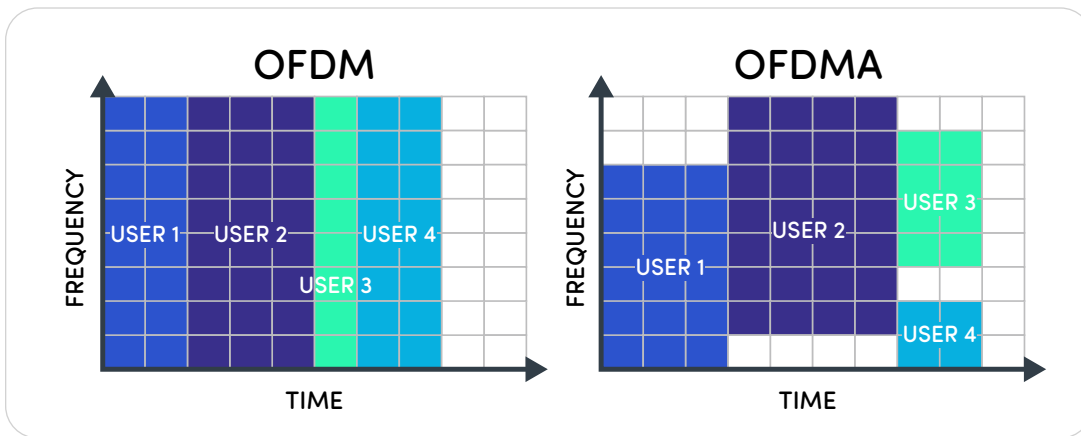 OFDM
FREQUENCY
USER 1
USER 2
USER 3
USER 4
TIME
OFDMA
FREQUENCY
USER 1
USER 2
USER 3
USER 4
TIME